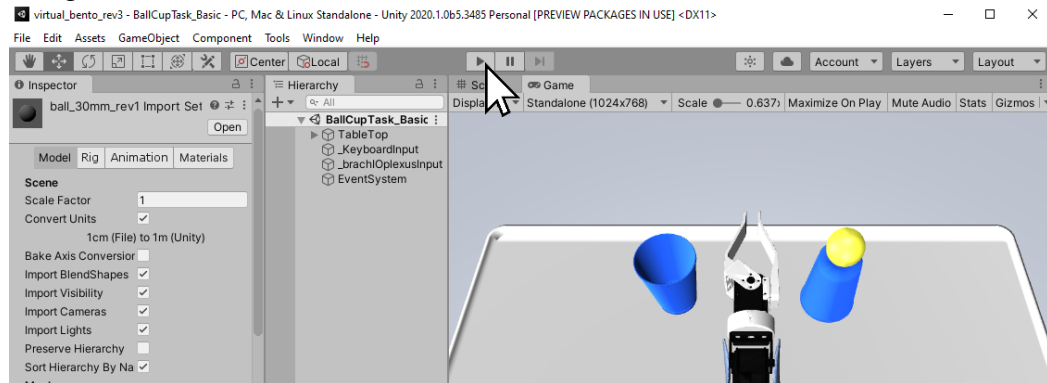 virtual_bento_rev3 - BallCupTask_Basic - PC, Mac & Linux Standalone - Unity 2020.1.0b5.3485 Personal [PREVIEW PACKAGES IN USE] <DX11>
File Edit Assets GameObject Component Tools Window Help
Center Local Account Layers Layout
Inspector
ball_30mm_rev1 Import Set
Open
Model Rig Animation Materials
Scene
Scale Factor 1
Convert Units
1cm (File) to 1m (Unity)
Bake Axis Conversion
Import BlendShapes
Import Visibility
Import Cameras
Import Lights
Preserve Hierarchy
Sort Hierarchy By Na
Hierarchy
All
BallCupTask_Basic
TableTop
_KeyboardInput
_brachIOplexusInput
EventSystem
Game
Standalone (1024x768) Scale 0.637x Maximize On Play Mute Audio Stats Gizmos